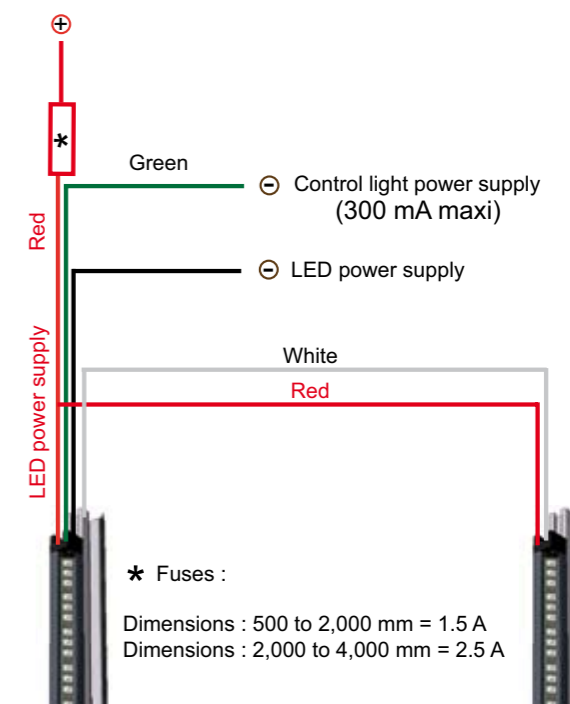 ⊕
*
Green
⊖ Control light power supply
(300 mA maxi)
Red
⊖ LED power supply
White
Red
LED power supply
* Fuses :
Dimensions : 500 to 2,000 mm = 1.5 A
Dimensions : 2,000 to 4,000 mm = 2.5 A